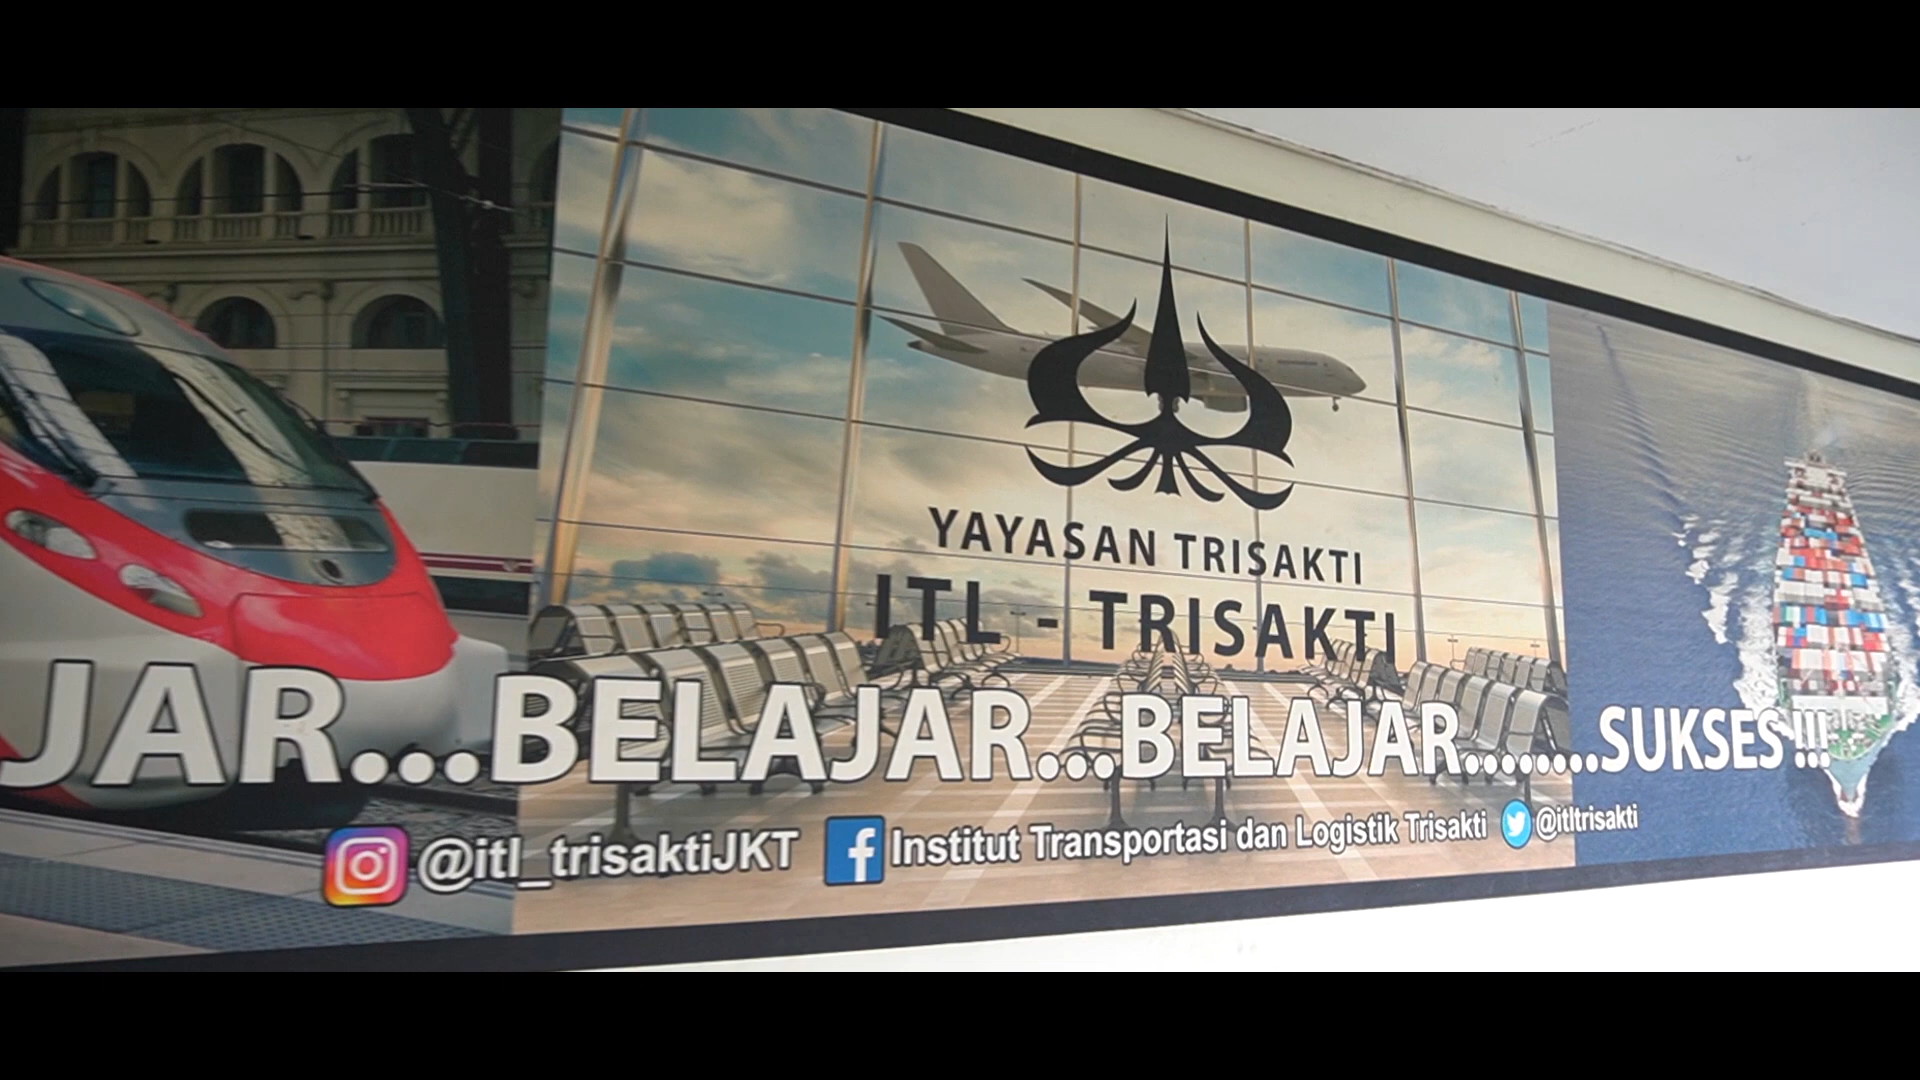 YAYASAN TRISAKTI
ITL - TRISAKTI
JAR...BELAJAR...BELAJAR........SUKSES !!!
@itl_trisaktiJKT Institut Transportasi dan Logistik Trisakti @itltrisakti